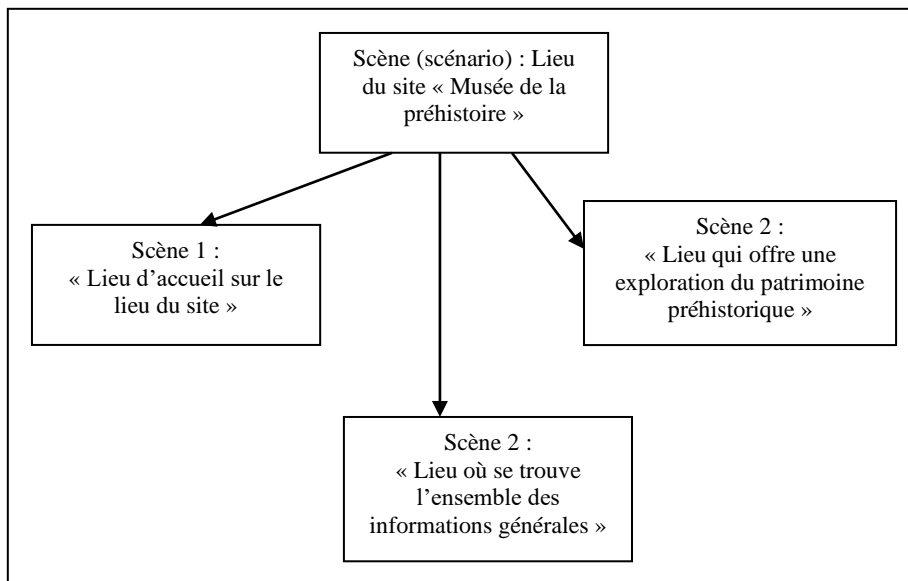 Scène (scénario) : Lieu
du site « Musée de la
préhistoire »
Scène 1 :
« Lieu d’accueil sur le
lieu du site »
Scène 2 :
« Lieu qui offre une
exploration du patrimoine
préhistorique »
Scène 2 :
« Lieu où se trouve
l’ensemble des
informations générales »